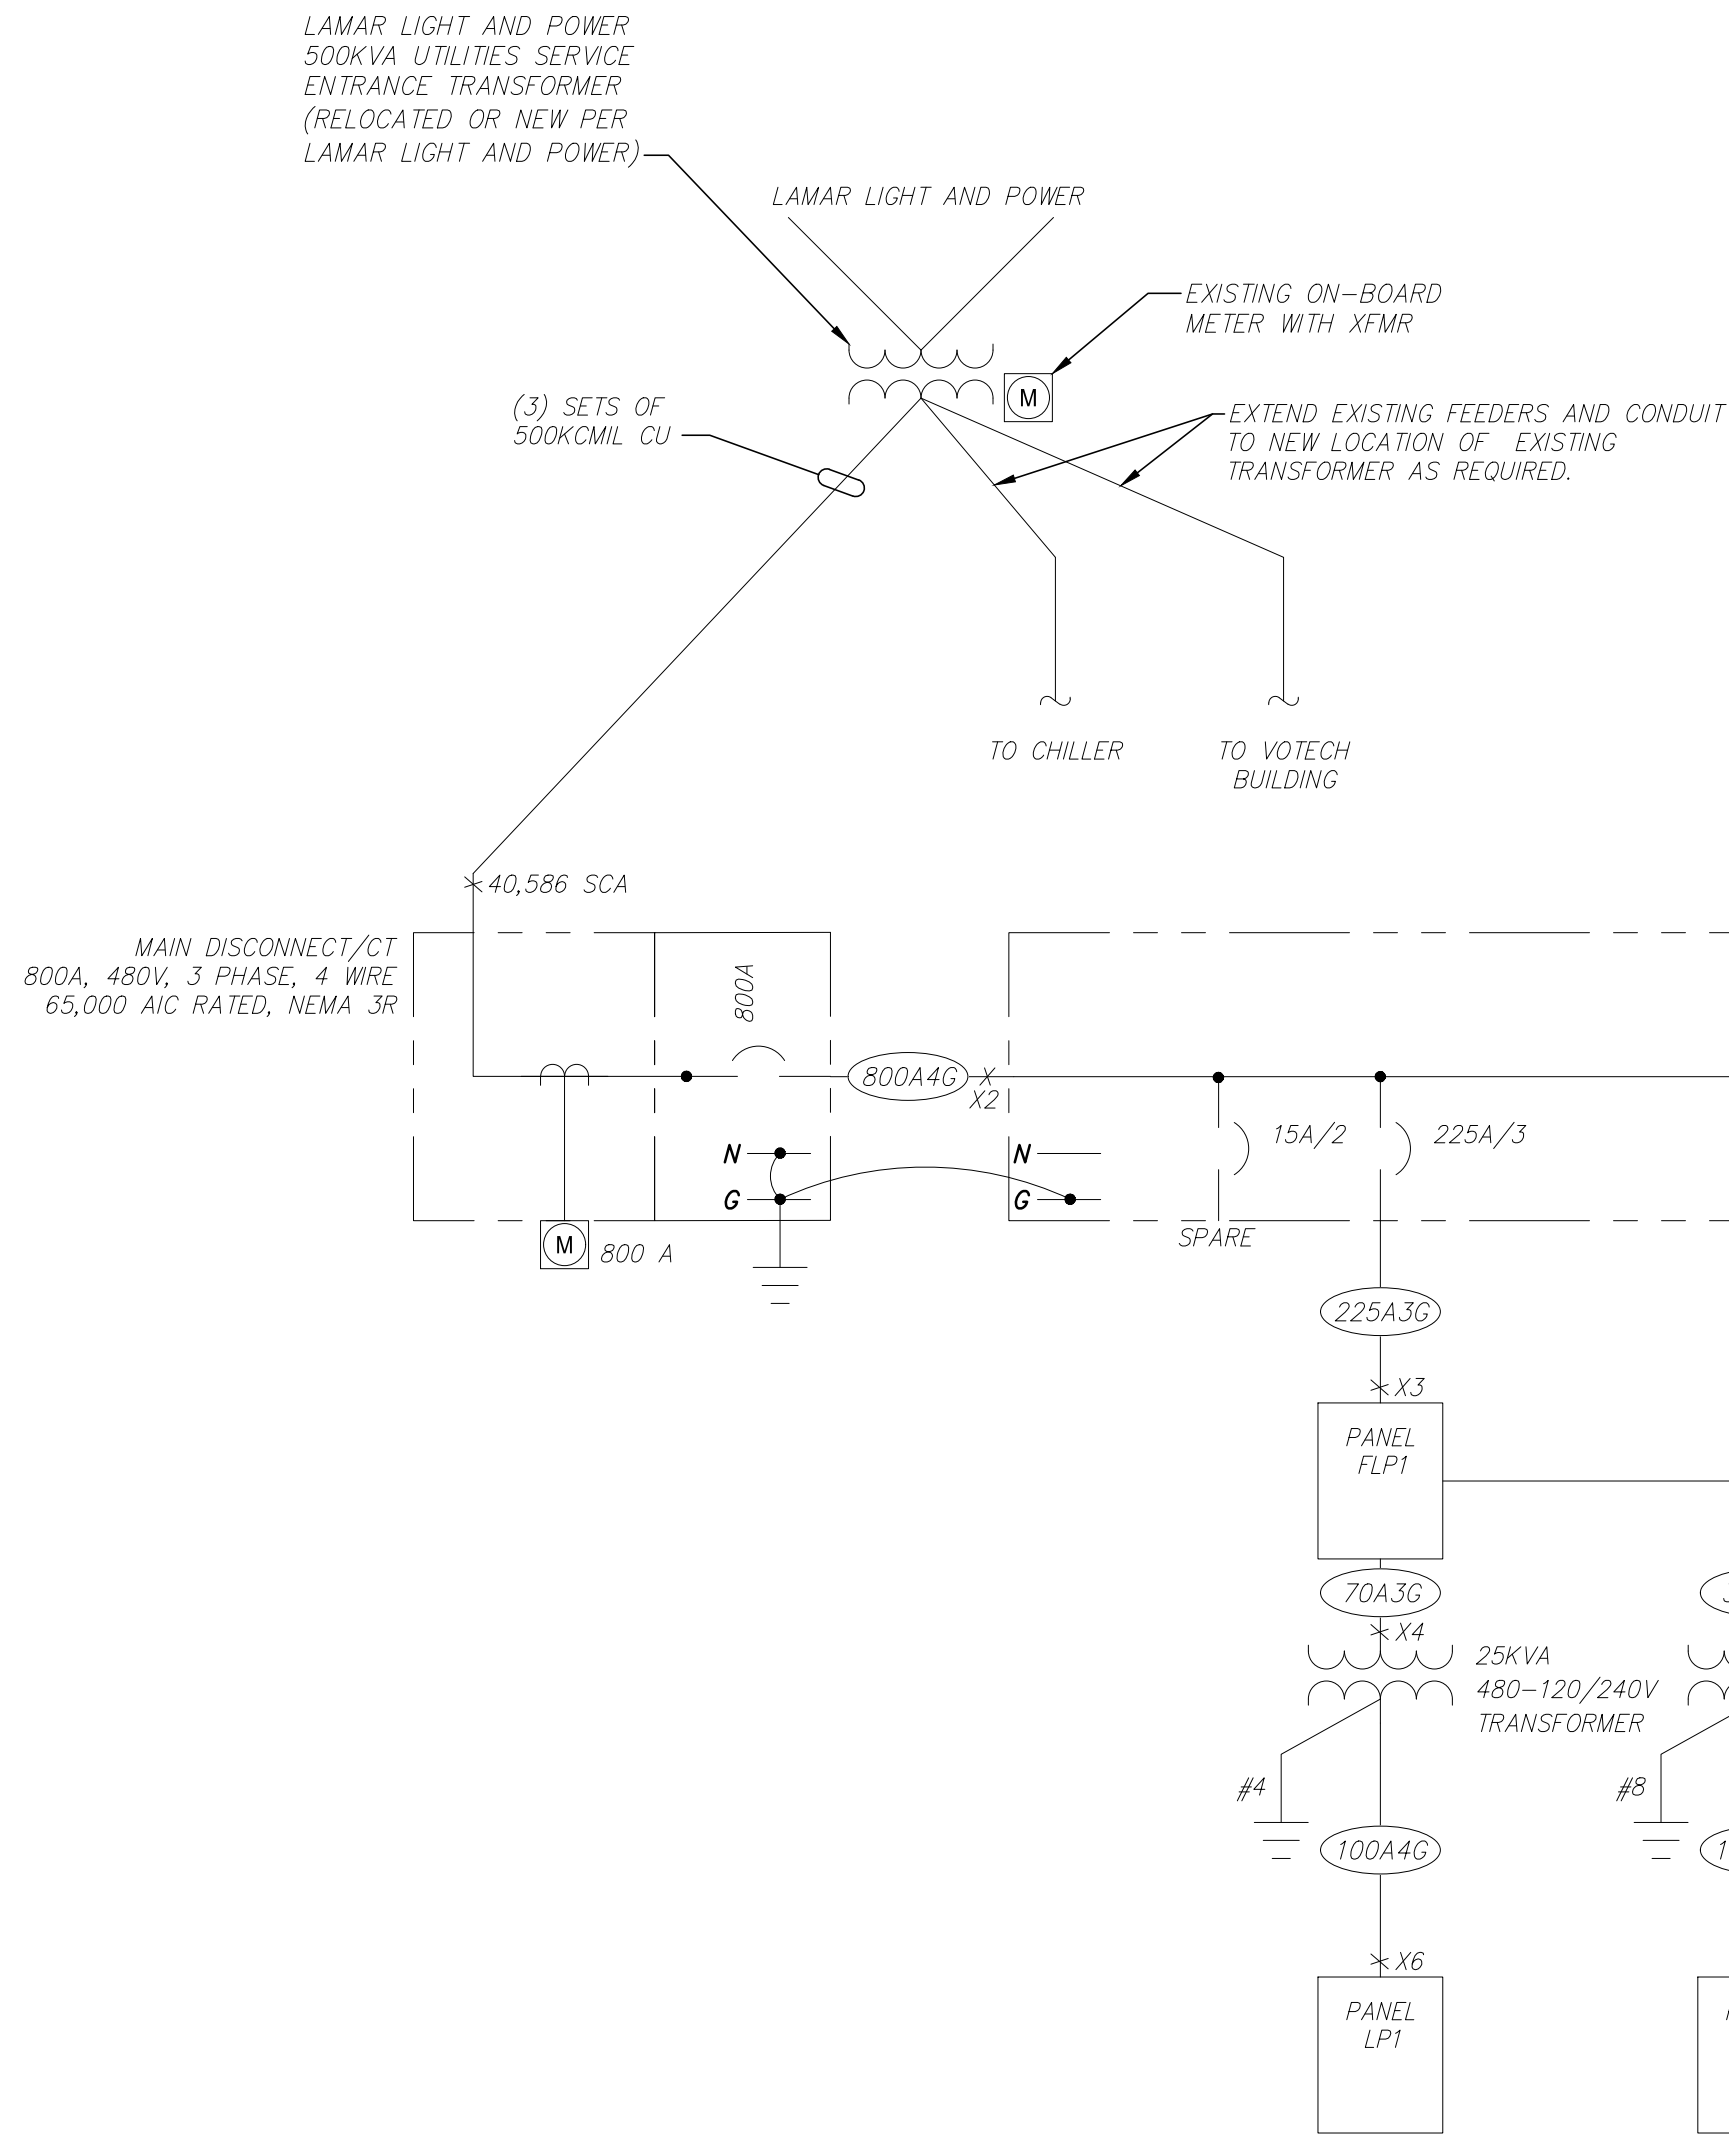 LAMAR LIGHT AND POWER
500KVA UTILITIES SERVICE
ENTRANCE TRANSFORMER
(RELOCATED OR NEW PER
LAMAR LIGHT AND POWER)
LAMAR LIGHT AND POWER
EXISTING ON-BOARD
METER WITH XFMR
M
(3) SETS OF
500KCMIL CU
EXTEND EXISTING FEEDERS AND CONDUIT
TO NEW LOCATION OF EXISTING
TRANSFORMER AS REQUIRED.
TO CHILLER
TO VOTECH
BUILDING
40,586 SCA
MAIN DISCONNECT/CT
800A, 480V, 3 PHASE, 4 WIRE
65,000 AIC RATED, NEMA 3R
800A
800A4G
X
X2
15A/2
225A/3
N
G
N
G
SPARE
M
800 A
225A3G
X3
PANEL
FLP1
70A3G
X4
25KVA
480-120/240V
TRANSFORMER
#4
#8
100A4G
1
X6
PANEL
LP1